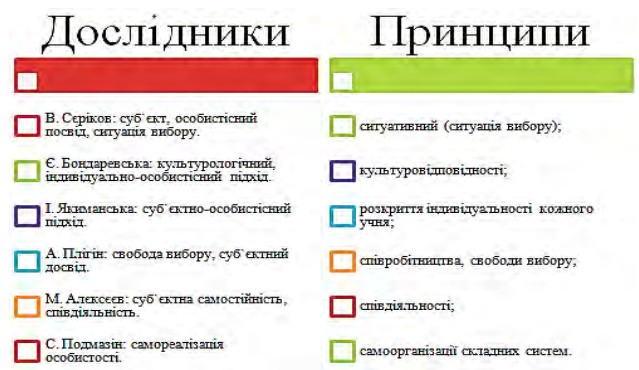 Дослідники
В. Сєріков: суб`єкт, особистісний
посвід, ситуація вибору.
Є. Бондаревська: культурологічний,
індивідуально-особистісний підхід.
І. Якиманська: суб`єктно-особистісний
підхід.
А. Плігін: свобода вибору, суб`єктний
досвід.
М. Алєксєєв: суб`єктна самостійність,
співдіяльність.
С. Подмазін: самореалізація
особистості.
Принципи
ситуативний (ситуація вибору);
культуровідповідності;
розкриття індивідуальності кожного
учня;
співробітництва, свободи вибору;
співдіяльності;
самоорганізації складних систем.